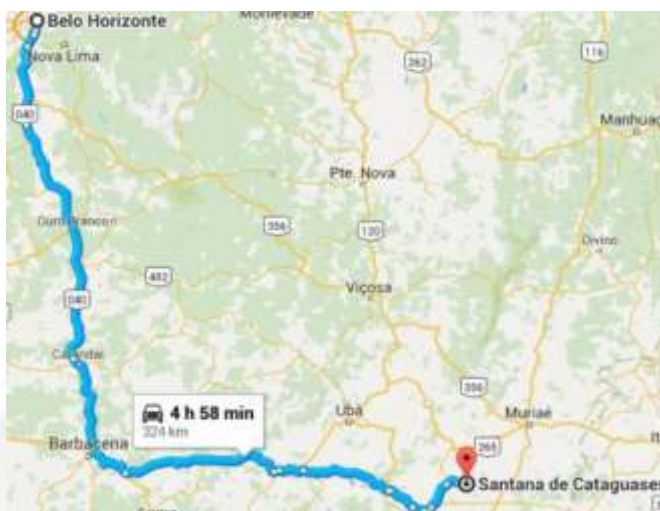 Belo Horizonte
Monlevade
Nova Lima
116
262
040
Manhuaç
Pte. Nova
Ouro Branco
356
120
Divino
482
040
Viçosa
Carandaí
356
4 h 58 min
324 km
Ubá
Muriaé
Barbacena
265
Santana de Cataguases